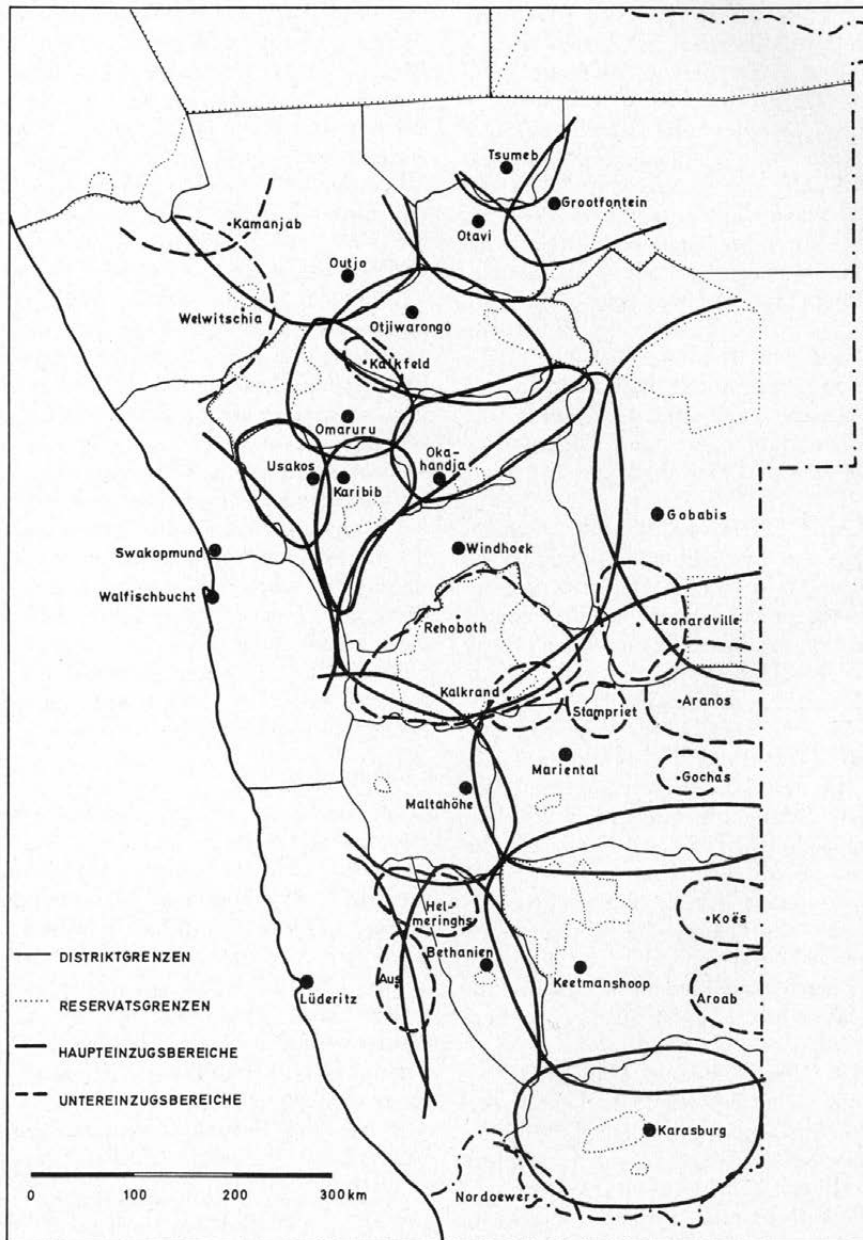 Tsumeb
Grootfontein
Otavi
Kamanjab
Outjo
Welwitschia
Otjiwarongo
Kalkfeld
Omaruru
Oka-
handja
Usakos
Karibib
Gobabis
Swakopmund
Windhoek
Walfischbucht
Rehoboth
Leonardville
Kalkrand
Stampriet
Aranos
Mariental
Gochas
Maltahöhe
Hel-
meringhs
Koës
Bethanien
Keetmanshoop
Aus
Lüderitz
Aroab
Karasburg
Nordoewer
DISTRIKTGRENZEN
RESERVATSGRENZEN
HAUPTEINZUGSBEREICHE
UNTEREINZUGSBEREICHE
0 100 200 300 km